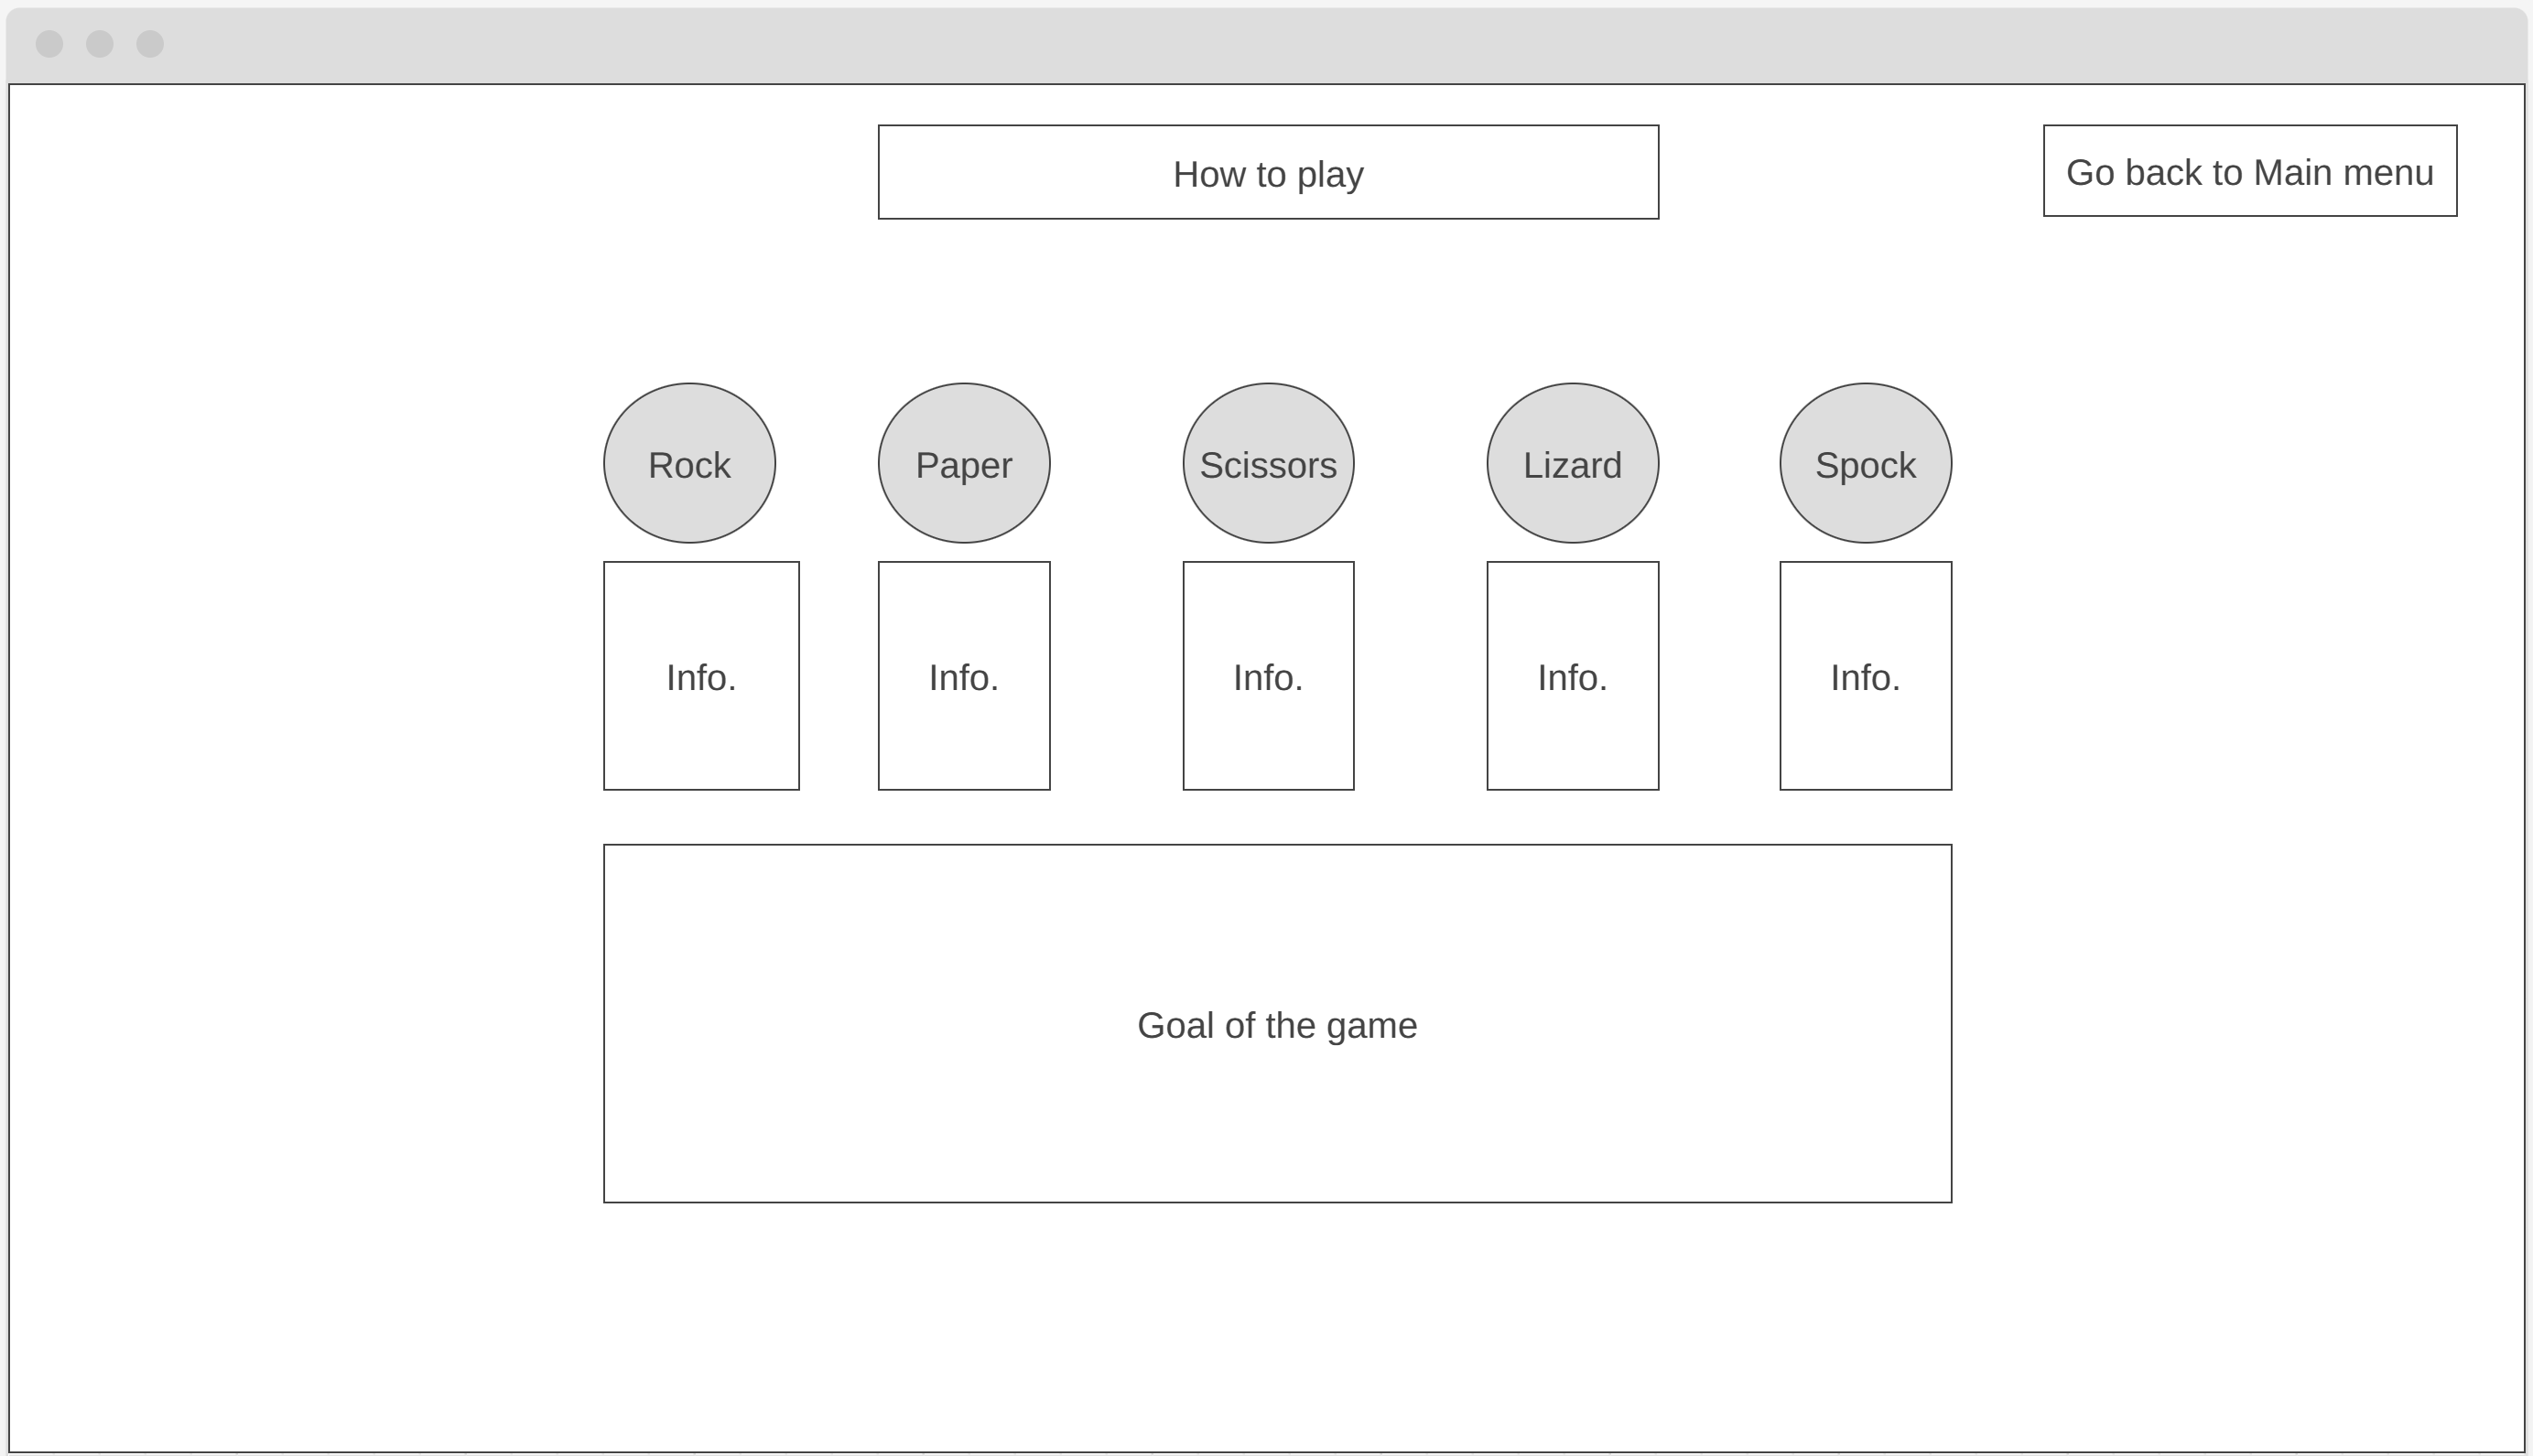 How to play
Go back to Main menu
Rock
Paper
Scissors
Lizard
Spock
Info.
Info.
Info.
Info.
Info.
Goal of the game